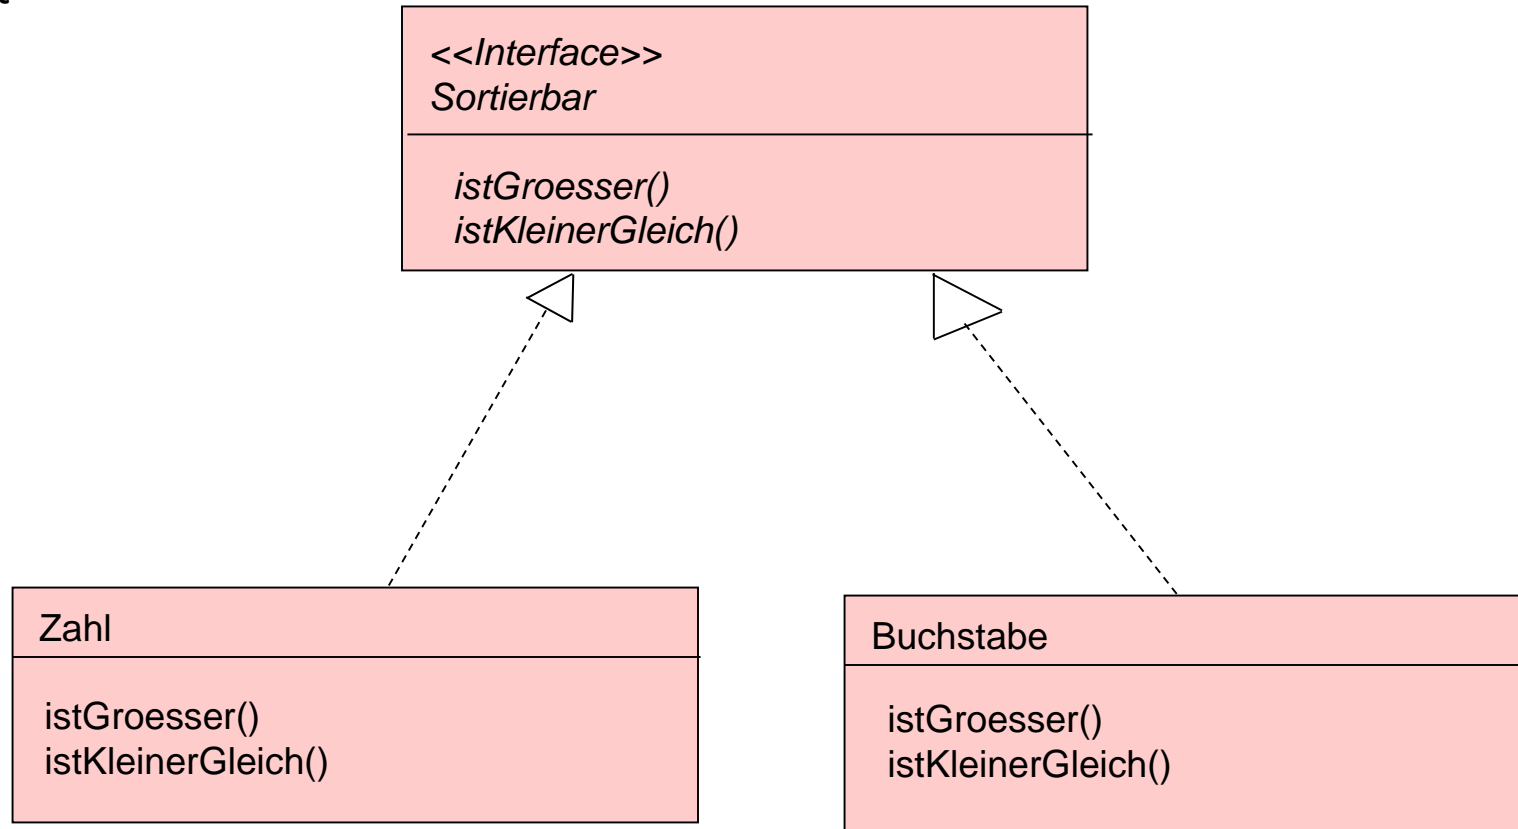 <<Interface>>
Sortierbar
istGroesser()
istKleinerGleich()
Zahl
istGroesser()
istKleinerGleich()
Buchstabe
istGroesser()
istKleinerGleich()